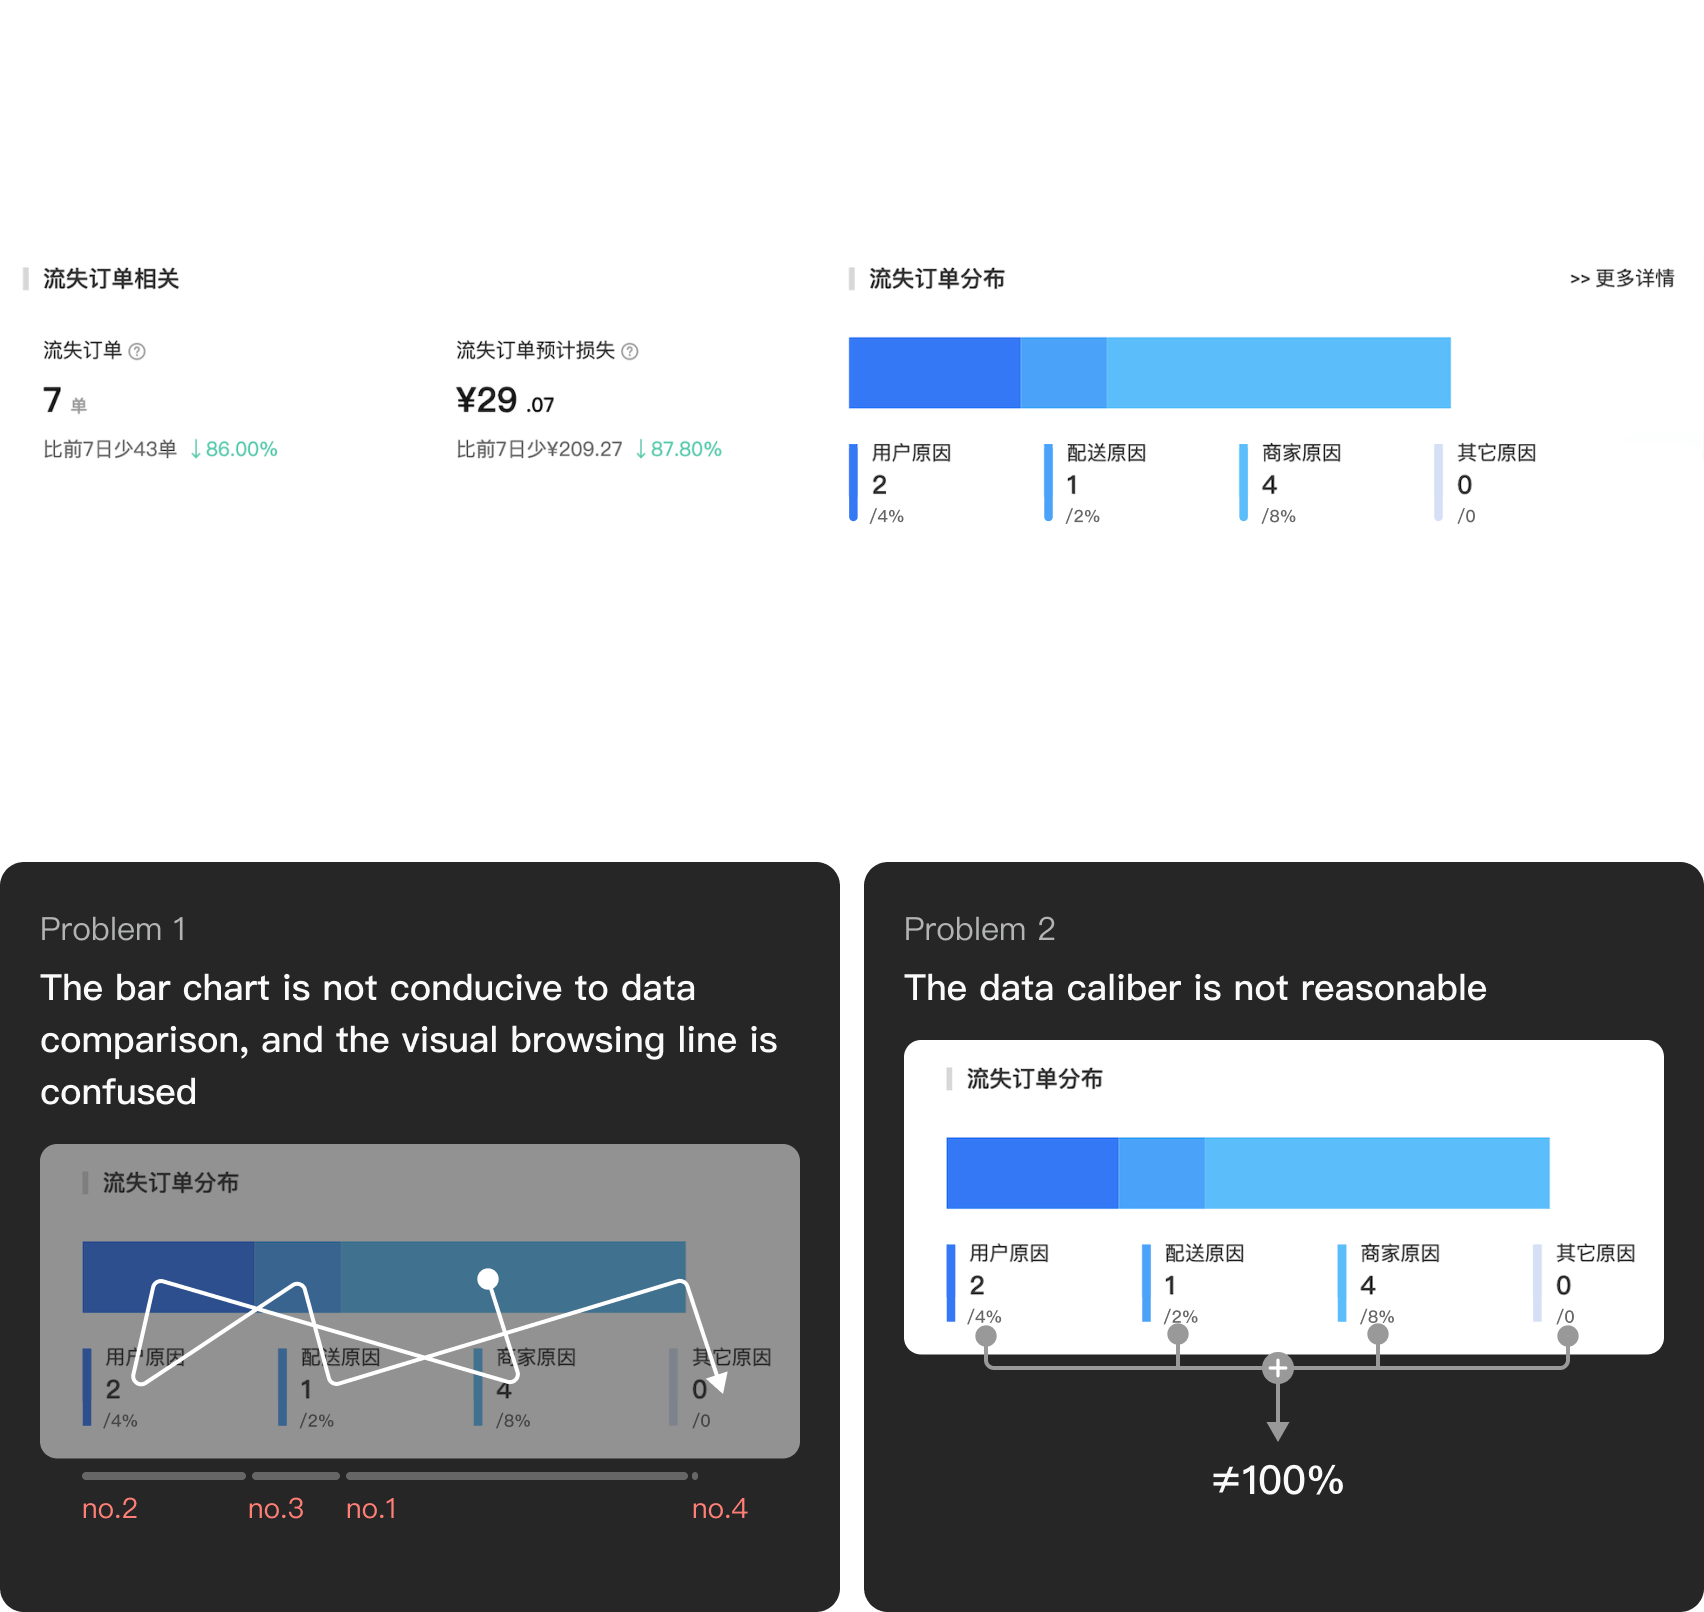 流失订单相关
流失订单 ?
7 单
比前7日少43单 ↓86.00%
流失订单预计损失 ?
¥29 .07
比前7日少¥209.27 ↓87.80%
流失订单分布
>> 更多详情
用户原因 配送原因 商家原因 其它原因
2 1 4 0
/4% /2% /8% /0
Problem 1
The bar chart is not conducive to data
comparison, and the visual browsing line is
confused
流失订单分布
用户原因 配送原因 商家原因 其它原因
2 1 4 0
/4% /2% /8% /0
no.2 no.3 no.1 no.4
Problem 2
The data caliber is not reasonable
流失订单分布
用户原因 配送原因 商家原因 其它原因
2 1 4 0
/4% /2% /8% /0
+
≠100%